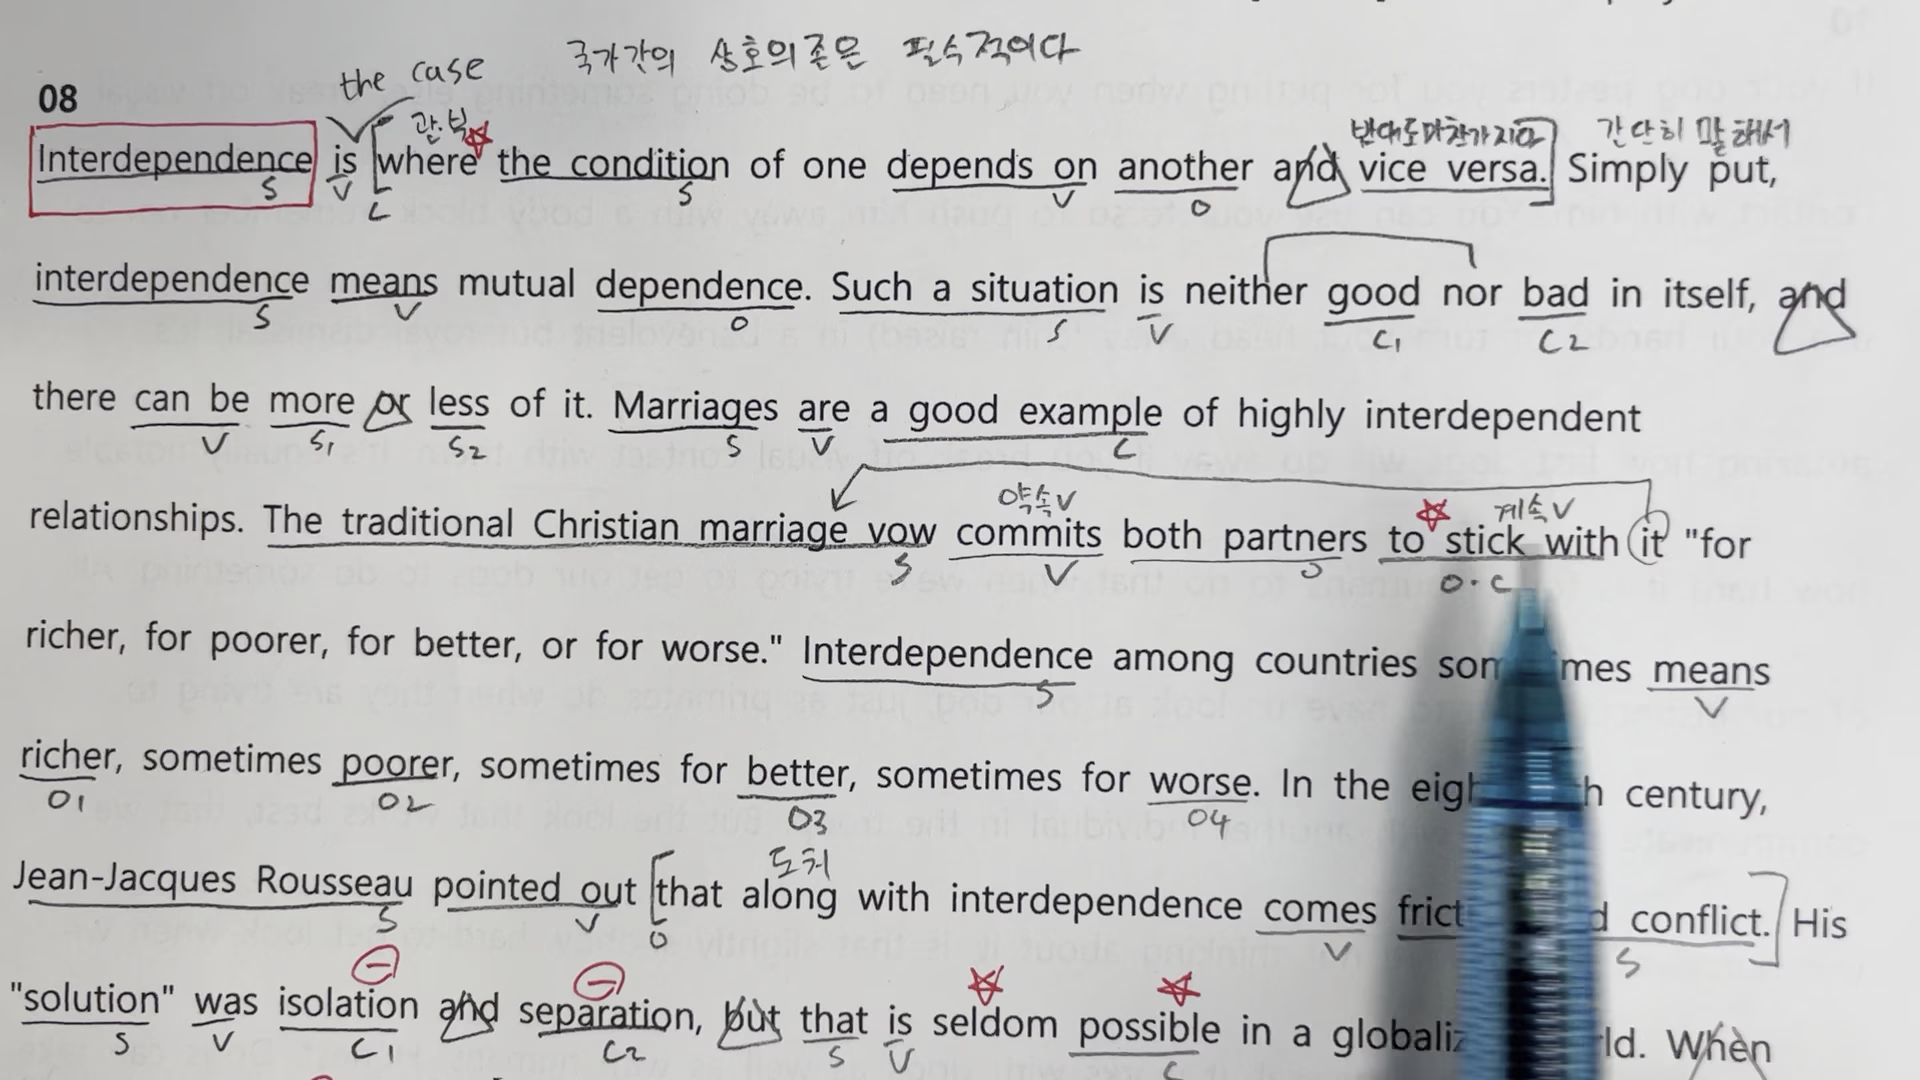 the case 국가간의 상호의존은 필수적이다
08
관.부 반대도 마찬가지다 간단히 말해서
Interdependence is [where the condition of one depends on another and vice versa.] Simply put,
S V C S V O
interdependence means mutual dependence. Such a situation is neither good nor bad in itself, and
S V O S V C1 C2
there can be more or less of it. Marriages are a good example of highly interdependent
V S1 S2 S V C
약속V 계속V
relationships. The traditional Christian marriage vow commits both partners to stick with it "for
S V O O.C
richer, for poorer, for better, or for worse." Interdependence among countries means
S V
richer, sometimes poorer, sometimes for better, sometimes for worse. In the century,
O1 O2 O3 O4
도치
Jean-Jacques Rousseau pointed out [that along with interdependence comes conflict.] His
S V O V S
"solution" was isolation and separation, but that is seldom possible in a When
S V C1 C2 S V